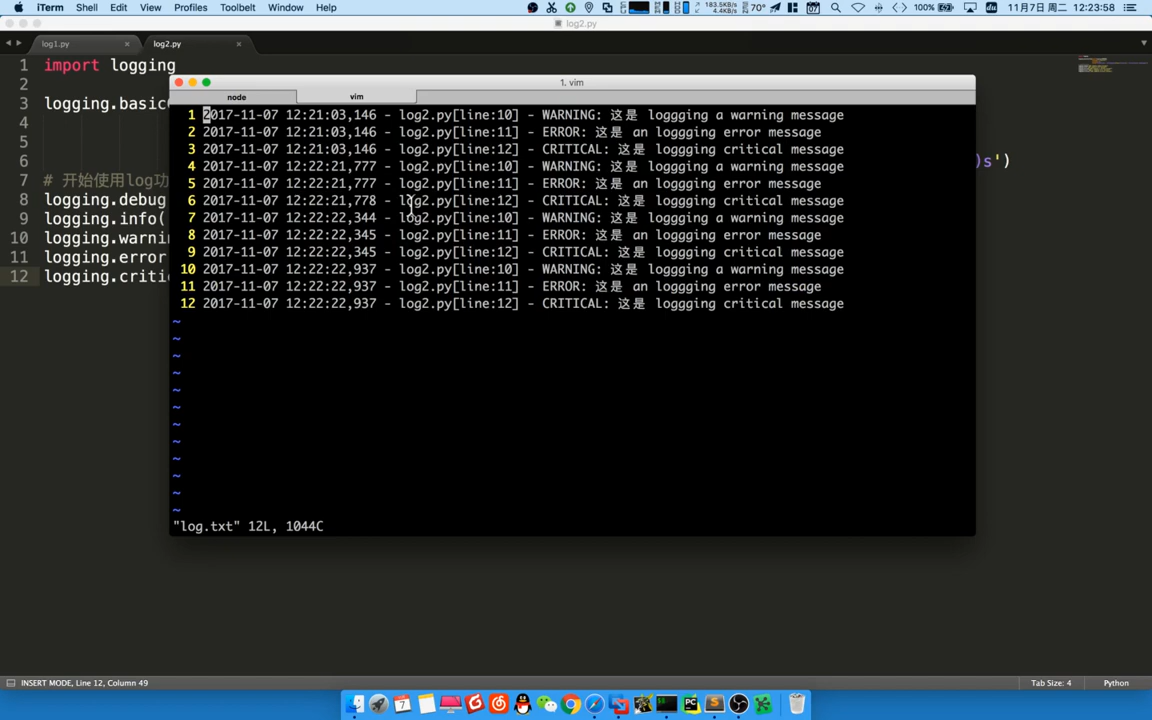 iTerm Shell Edit View Profiles Toolbelt Window Help 183.5KB/s 4.4KB/s 70° 100% 11月7日 周二 12:23:58
log2.py
log1.py × log2.py ×
1 import logging
2
3 logging.basic
4
5
6 )s')
7 # 开始使用log功
8 logging.debug
9 logging.info(
10 logging.warnin
11 logging.error
12 logging.criti
1. vim
node vim
1 2017-11-07 12:21:03,146 - log2.py[line:10] - WARNING: 这是 loggging a warning message
2 2017-11-07 12:21:03,146 - log2.py[line:11] - ERROR: 这是 an loggging error message
3 2017-11-07 12:21:03,146 - log2.py[line:12] - CRITICAL: 这是 loggging critical message
4 2017-11-07 12:22:21,777 - log2.py[line:10] - WARNING: 这是 loggging a warning message
5 2017-11-07 12:22:21,777 - log2.py[line:11] - ERROR: 这是 an loggging error message
6 2017-11-07 12:22:21,778 - log2.py[line:12] - CRITICAL: 这是 loggging critical message
7 2017-11-07 12:22:22,344 - log2.py[line:10] - WARNING: 这是 loggging a warning message
8 2017-11-07 12:22:22,345 - log2.py[line:11] - ERROR: 这是 an loggging error message
9 2017-11-07 12:22:22,345 - log2.py[line:12] - CRITICAL: 这是 loggging critical message
10 2017-11-07 12:22:22,937 - log2.py[line:10] - WARNING: 这是 loggging a warning message
11 2017-11-07 12:22:22,937 - log2.py[line:11] - ERROR: 这是 an loggging error message
12 2017-11-07 12:22:22,937 - log2.py[line:12] - CRITICAL: 这是 loggging critical message
~
~
~
~
~
~
~
~
~
~
~
~
"log.txt" 12L, 1044C
INSERT MODE, Line 12, Column 49 Tab Size: 4 Python